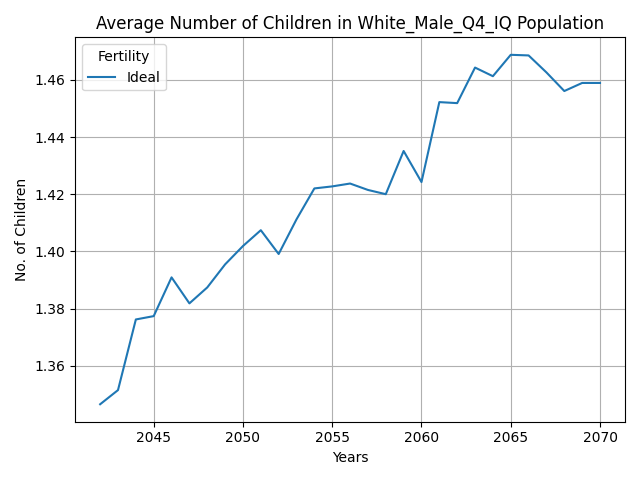 Average Number of Children in White_Male_Q4_IQ Population
Fertility
Ideal
No. of Children
1.46
1.44
1.42
1.40
1.38
1.36
2045 2050 2055 2060 2065 2070
Years